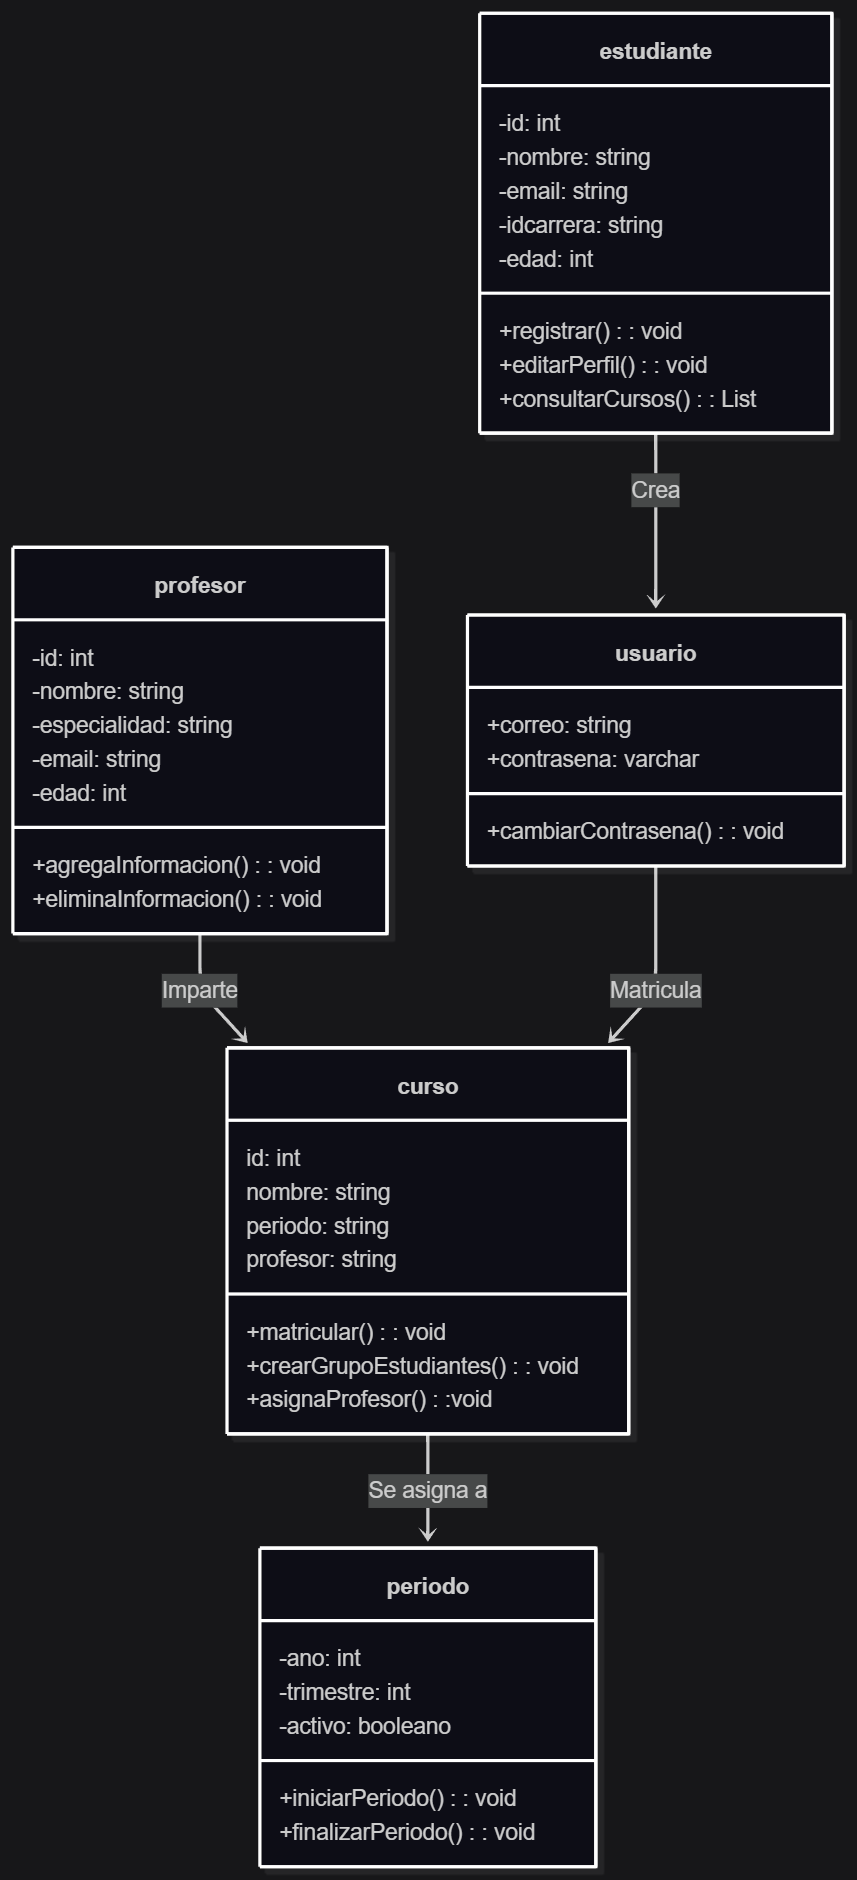 estudiante
-id: int
-nombre: string
-email: string
-idcarrera: string
-edad: int
+registrar() : : void
+editarPerfil() : : void
+consultarCursos() : : List
Crea
profesor
-id: int
-nombre: string
-especialidad: string
-email: string
-edad: int
+agregaInformacion() : : void
+eliminaInformacion() : : void
usuario
+correo: string
+contrasena: varchar
+cambiarContrasena() : : void
Imparte
Matricula
curso
id: int
nombre: string
periodo: string
profesor: string
+matricular() : : void
+crearGrupoEstudiantes() : : void
+asignaProfesor() : :void
Se asigna a
periodo
-ano: int
-trimestre: int
-activo: booleano
+iniciarPeriodo() : : void
+finalizarPeriodo() : : void